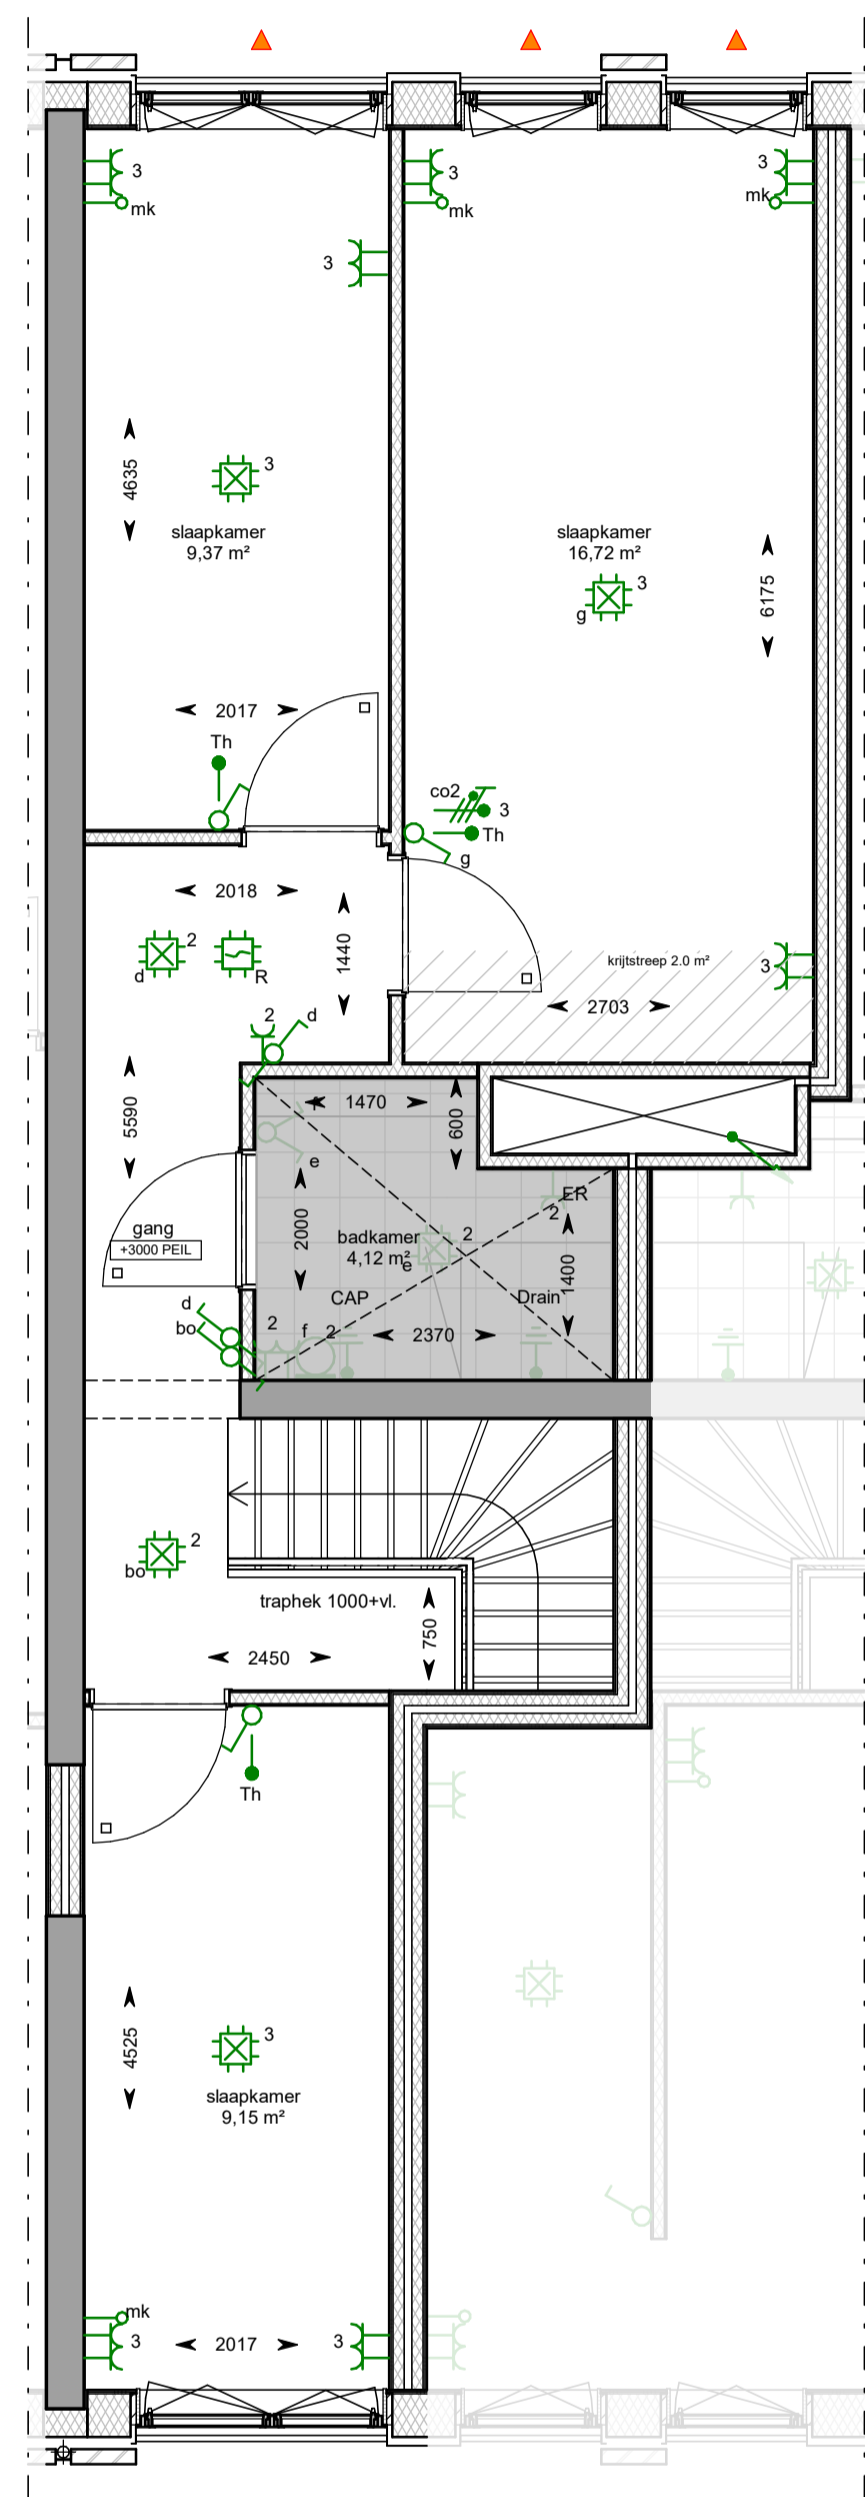 3
mk
3
mk
3
mk
3
4635
3
slaapkamer
9,37 m²
slaapkamer
16,72 m²
3
g
6175
2017
Th
co2
3
Th
g
2018
1440
2
d
R
krijtstreep 2.0 m²
3
2703
2
d
5590
1470
600
f
e
2000
ER
2
gang
+3000 PEIL
badkamer
4,12 m²
2
e
1400
CAP
Drain
d
bo
2
f
2
2370
2
bo
traphek 1000+vl.
750
2450
Th
4525
3
slaapkamer
9,15 m²
mk
3
2017
3